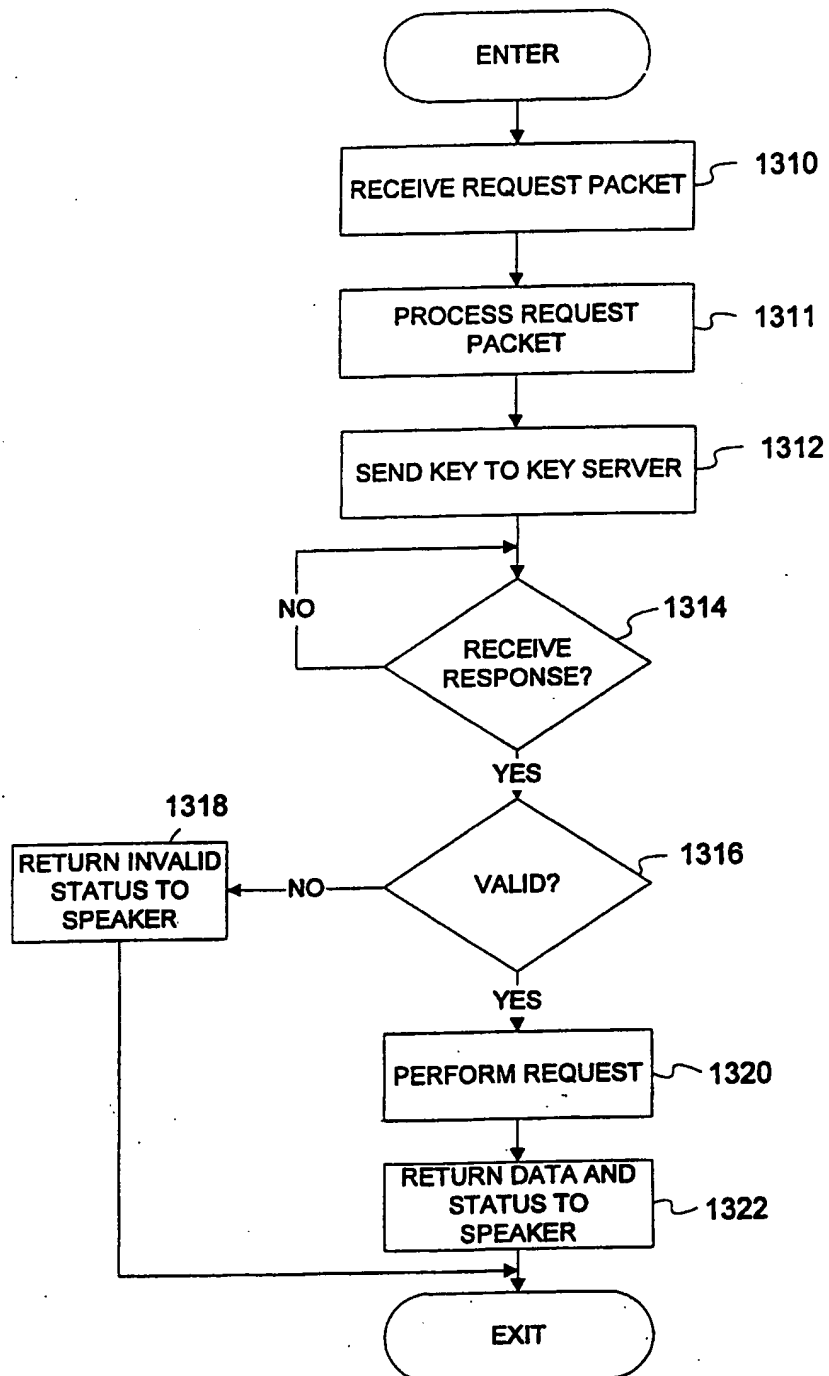 ENTER
RECEIVE REQUEST PACKET
1310
PROCESS REQUEST
PACKET
1311
SEND KEY TO KEY SERVER
1312
NO
RECEIVE
RESPONSE?
1314
YES
1318
RETURN INVALID
STATUS TO
SPEAKER
NO
VALID?
1316
YES
PERFORM REQUEST
1320
RETURN DATA AND
STATUS TO
SPEAKER
1322
EXIT